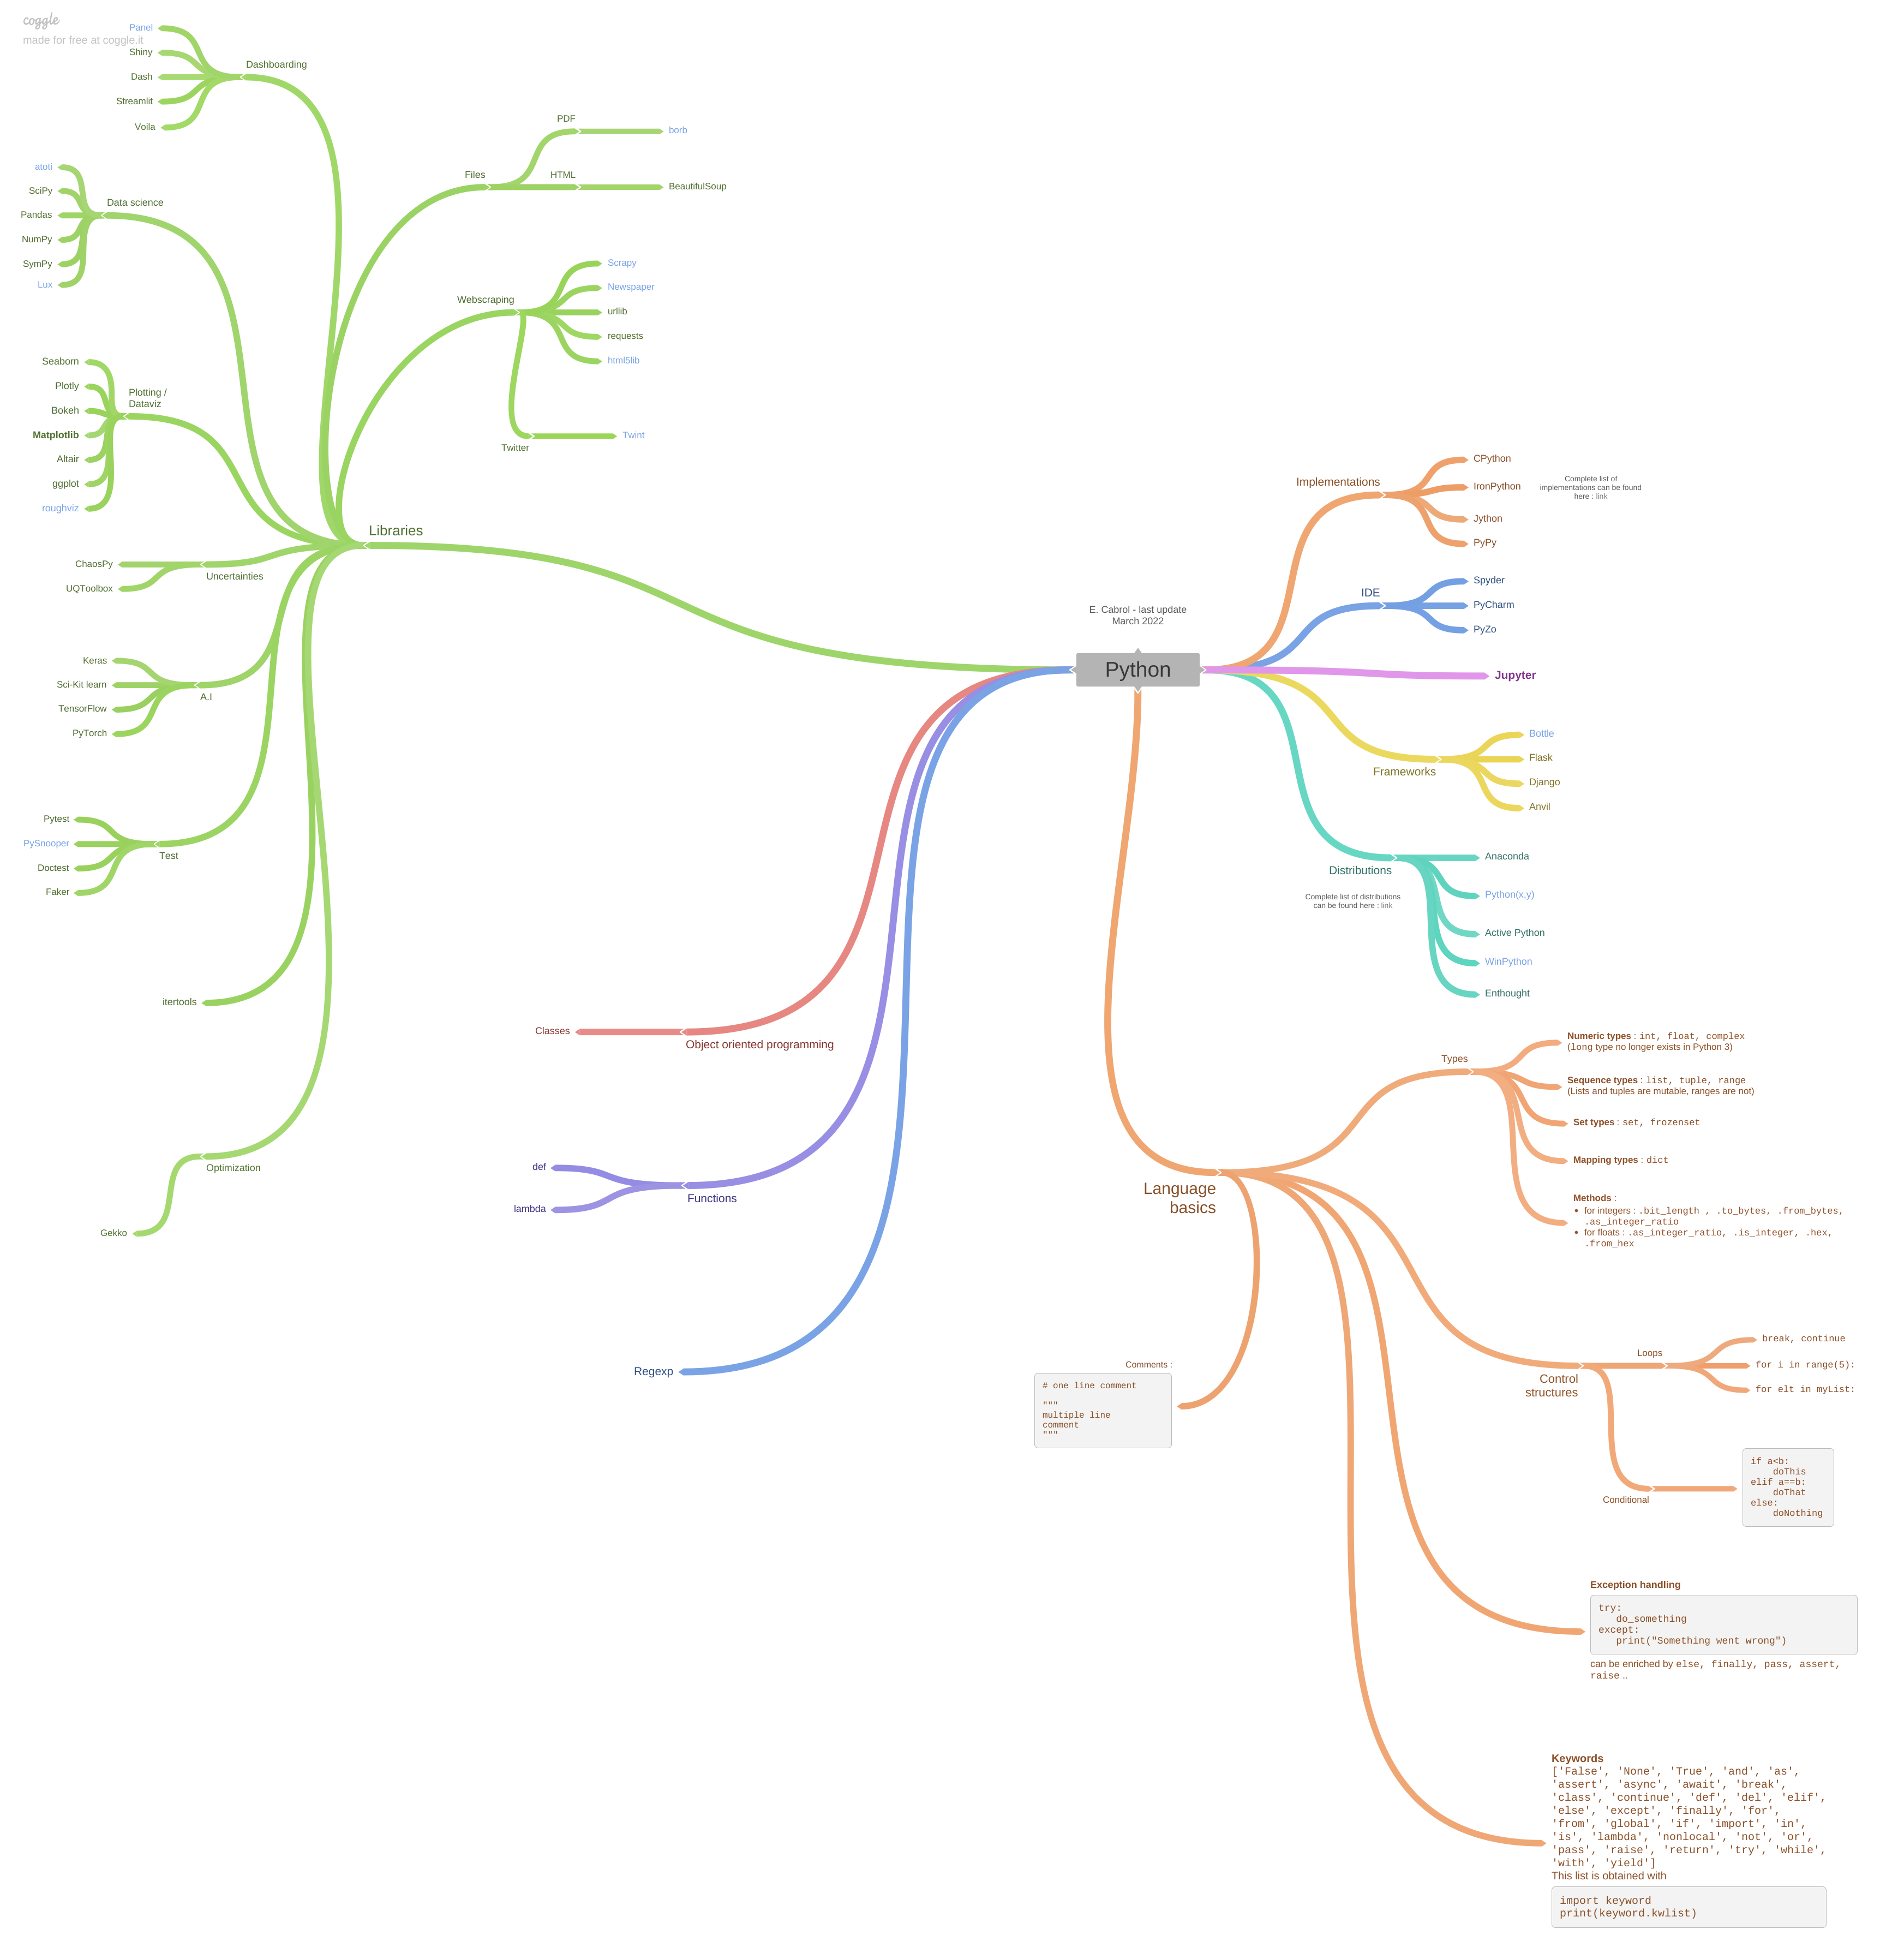 coggle
made for free at coggle.it
Panel
Shiny
Dash
Streamlit
Voila
Dashboarding
atoti
SciPy
Pandas
NumPy
SymPy
Lux
Data science
Seaborn
Plotly
Bokeh
Matplotlib
Altair
ggplot
roughviz
Plotting /
Dataviz
ChaosPy
UQToolbox
Uncertainties
Keras
Sci-Kit learn
TensorFlow
PyTorch
A.I
Pytest
PySnooper
Doctest
Faker
Test
itertools
Optimization
Gekko
Files
PDF
borb
HTML
BeautifulSoup
Webscraping
Scrapy
Newspaper
urllib
requests
html5lib
Twitter
Twint
Libraries
E. Cabrol - last update
March 2022
Python
Classes
Object oriented programming
def
lambda
Functions
Regexp
Implementations
CPython
IronPython
Jython
PyPy
Complete list of
implementations can be found
here : link
IDE
Spyder
PyCharm
PyZo
Jupyter
Frameworks
Bottle
Flask
Django
Anvil
Distributions
Complete list of distributions
can be found here : link
Anaconda
Python(x,y)
Active Python
WinPython
Enthought
Language
basics
Types
Numeric types : int, float, complex
(long type no longer exists in Python 3)
Sequence types : list, tuple, range
(Lists and tuples are mutable, ranges are not)
Set types : set, frozenset
Mapping types : dict
Methods :
• for integers : .bit_length , .to_bytes, .from_bytes,
.as_integer_ratio
• for floats : .as_integer_ratio, .is_integer, .hex,
.from_hex
Comments :
# one line comment
"""
multiple line
comment
"""
Control
structures
Loops
break, continue
for i in range(5):
for elt in myList:
Conditional
if a<b:
    doThis
elif a==b:
    doThat
else:
    doNothing
Exception handling
try:
   do_something
except:
   print("Something went wrong")
can be enriched by else, finally, pass, assert,
raise ..
Keywords
['False', 'None', 'True', 'and', 'as',
'assert', 'async', 'await', 'break',
'class', 'continue', 'def', 'del', 'elif',
'else', 'except', 'finally', 'for',
'from', 'global', 'if', 'import', 'in',
'is', 'lambda', 'nonlocal', 'not', 'or',
'pass', 'raise', 'return', 'try', 'while',
'with', 'yield']
This list is obtained with
import keyword
print(keyword.kwlist)